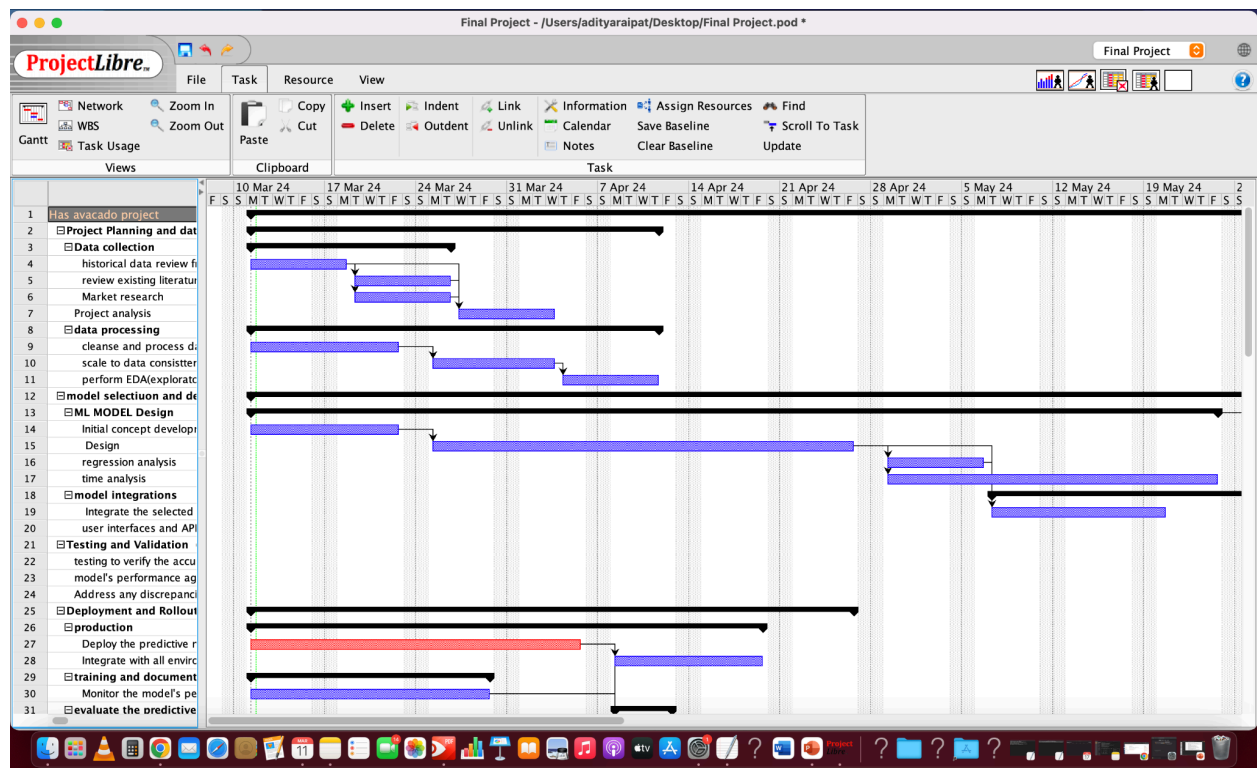 Final Project - /Users/adityaraipat/Desktop/Final Project.pod *
ProjectLibre™
Final Project
File Task Resource View
Network Zoom In Copy Insert Indent Link Information Assign Resources Find
WBS Zoom Out Cut Delete Outdent Unlink Calendar Save Baseline Scroll To Task
Gantt Task Usage Paste Notes Clear Baseline Update
Views Clipboard Task
10 Mar 24 17 Mar 24 24 Mar 24 31 Mar 24 7 Apr 24 14 Apr 24 21 Apr 24 28 Apr 24 5 May 24 12 May 24 19 May 24 2
F S S M T W T F S S M T W T F S S M T W T F S S M T W T F S S M T W T F S S M T W T F S S M T W T F S S M T W T F S S M T W T F S S M T W T F S S M T W T F S S
1 Has avacado project
2 Project Planning and dat
3 Data collection
4 historical data review fr
5 review existing literatur
6 Market research
7 Project analysis
8 data processing
9 cleanse and process da
10 scale to data consistter
11 perform EDA(exploratc
12 model selectiuon and de
13 ML MODEL Design
14 Initial concept developr
15 Design
16 regression analysis
17 time analysis
18 model integrations
19 Integrate the selected
20 user interfaces and API
21 Testing and Validation
22 testing to verify the accu
23 model's performance ag
24 Address any discrepanci
25 Deployment and Rollout
26 production
27 Deploy the predictive r
28 Integrate with all envirc
29 training and document
30 Monitor the model's pe
31 evaluate the predictive
MAR
11
tv
Project